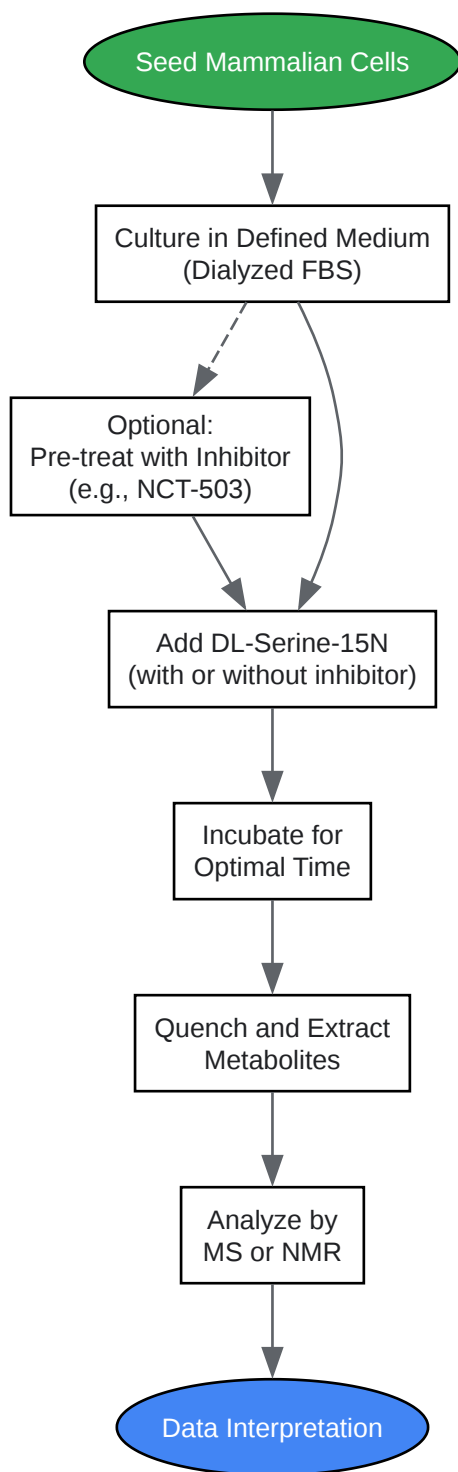 Seed Mammalian Cells
Culture in Defined Medium
(Dialyzed FBS)
Optional:
Pre-treat with Inhibitor
(e.g., NCT-503)
Add DL-Serine-15N
(with or without inhibitor)
Incubate for
Optimal Time
Quench and Extract
Metabolites
Analyze by
MS or NMR
Data Interpretation